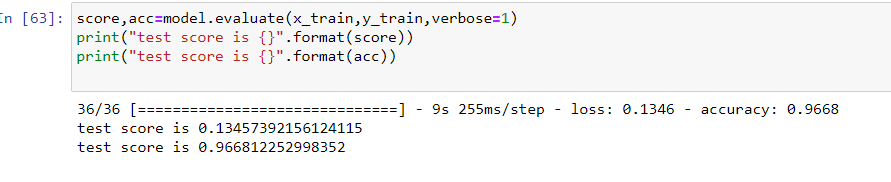 In [63]: score,acc=model.evaluate(x_train,y_train,verbose=1)
print("test score is {}".format(score))
print("test score is {}".format(acc))
36/36 [==============================] - 9s 255ms/step - loss: 0.1346 - accuracy: 0.9668
test score is 0.13457392156124115
test score is 0.966812252998352